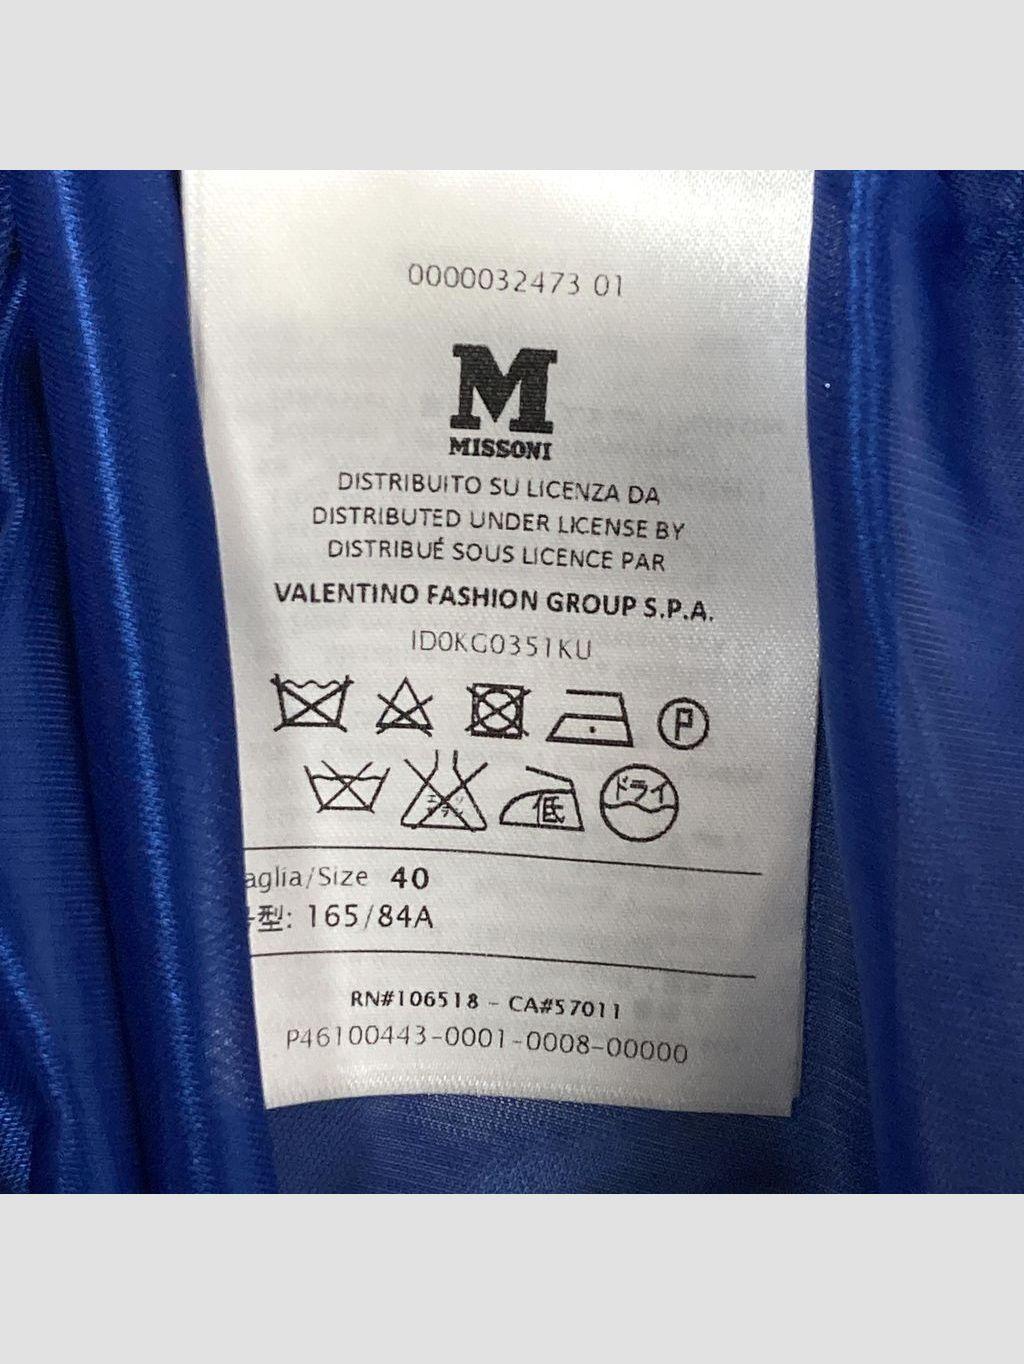 0000032473 01
M
MISSONI
DISTRIBUITO SU LICENZA DA
DISTRIBUTED UNDER LICENSE BY
DISTRIBUÉ SOUS LICENCE PAR
VALENTINO FASHION GROUP S.P.A.
ID0KG0351KU
P
低 ドライ
aglia/Size 40
型: 165/84A
RN#106518 - CA#57011
P46100443-0001-0008-00000